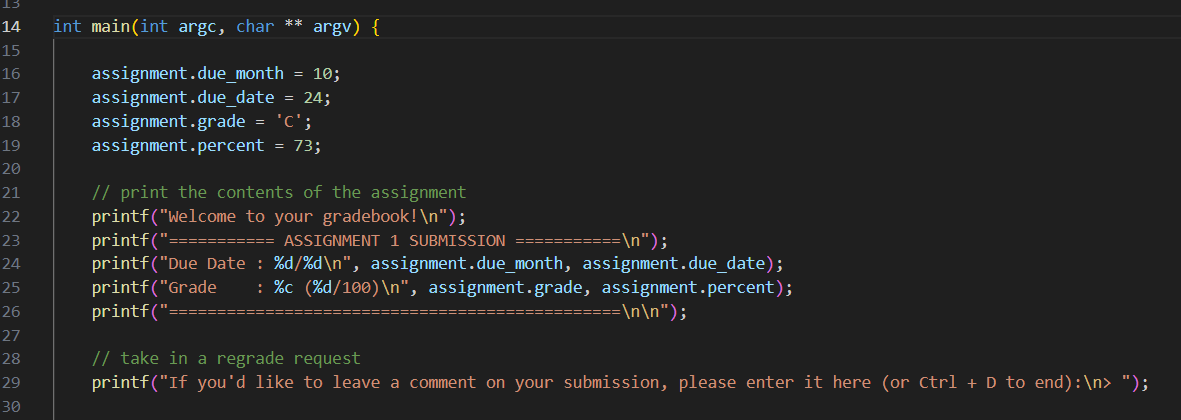 13
14 int main(int argc, char ** argv) {
15
16     assignment.due_month = 10;
17     assignment.due_date = 24;
18     assignment.grade = 'C';
19     assignment.percent = 73;
20
21     // print the contents of the assignment
22     printf("Welcome to your gradebook!\n");
23     printf("=========== ASSIGNMENT 1 SUBMISSION ===========\n");
24     printf("Due Date : %d/%d\n", assignment.due_month, assignment.due_date);
25     printf("Grade    : %c (%d/100)\n", assignment.grade, assignment.percent);
26     printf("===============================================\n\n");
27
28     // take in a regrade request
29     printf("If you'd like to leave a comment on your submission, please enter it here (or Ctrl + D to end):\n> ");
30